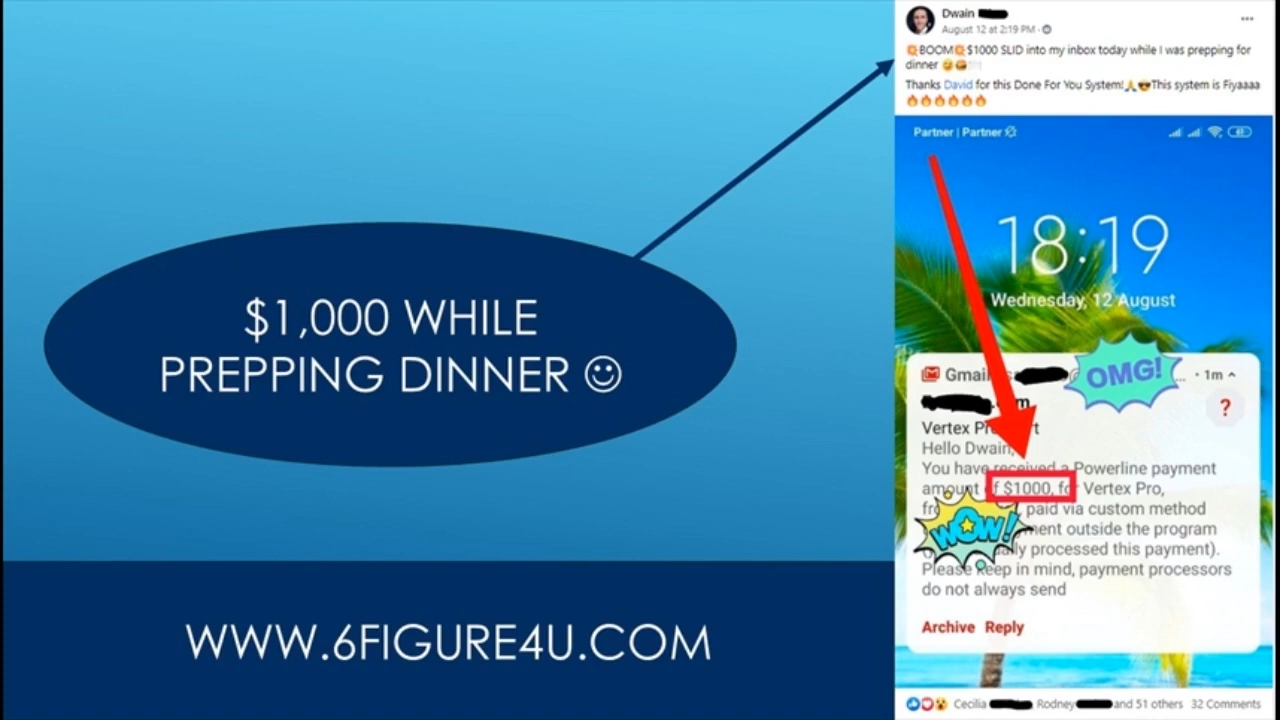 $1,000 WHILE
PREPPING DINNER ☺
WWW.6FIGURE4U.COM
Dwain
August 12 at 2:19 PM ·
💥BOOM💥$1000 SLID into my inbox today while I was prepping for
dinner
Thanks David for this Done For You System!🙏😎This system is Fiyaaaa
🔥🔥🔥🔥🔥🔥
Partner | Partner
63
18:19
Wednesday, 12 August
Gmail
OMG!
... · 1m
?
Vertex Pro
Hello Dwain,
You have received a Powerline payment
amount of $1000, for Vertex Pro,
paid via custom method
WOW!
outside the program
processed this payment).
Please keep in mind, payment processors
do not always send
Archive Reply
Cecilia Rodney and 51 others 32 Comments